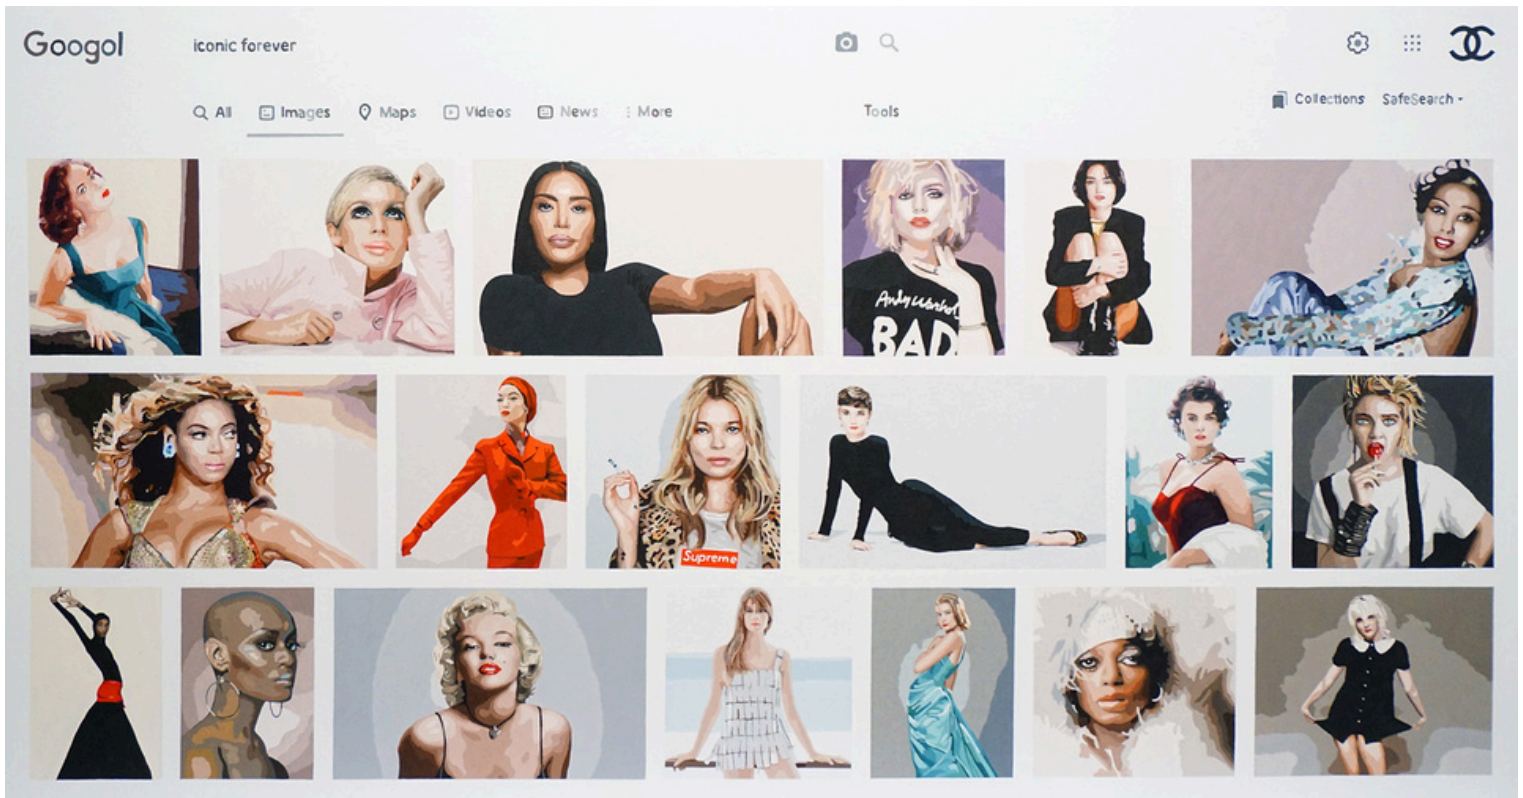 Googol
iconic forever
All Images Maps Videos News More
Tools
Collections SafeSearch
Andy Warhol
BAD
Supreme